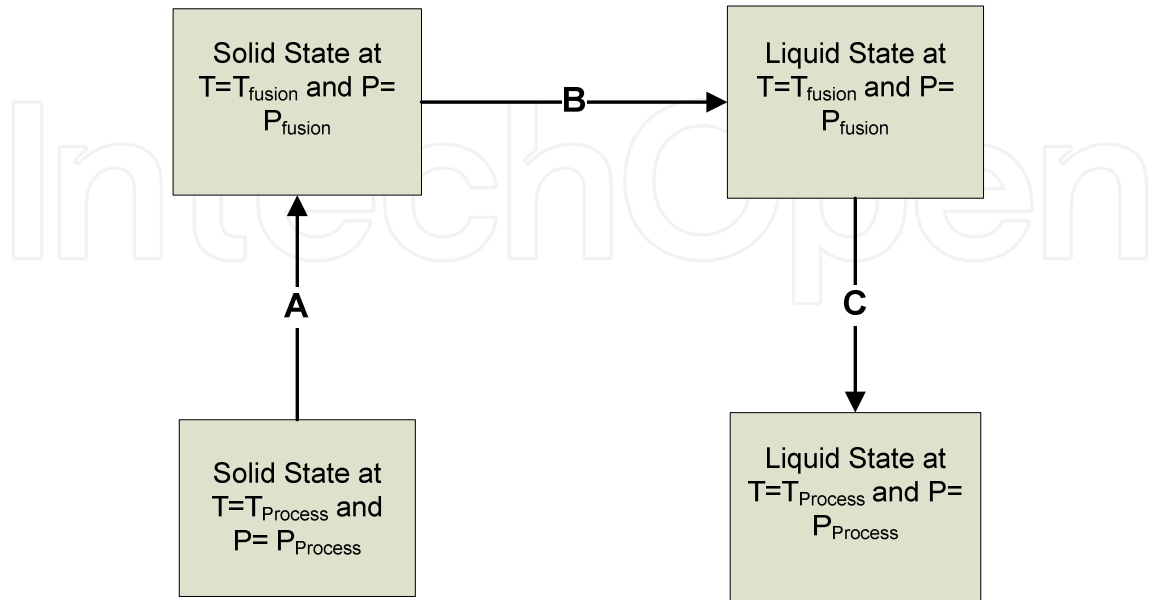 Solid State at
T=Tfusion and P=
Pfusion
B
Liquid State at
T=Tfusion and P=
Pfusion
A
C
Solid State at
T=TProcess and
P= PProcess
Liquid State at
T=TProcess and P=
PProcess
IntechOpen